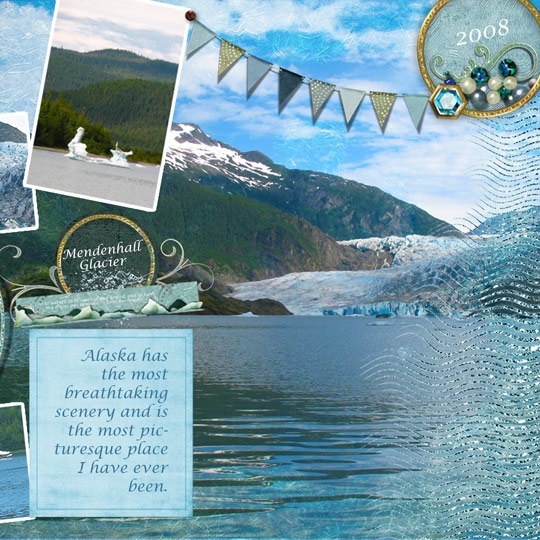 2008
Mendenhall
Glacier
Alaska has
the most
breathtaking
scenery and is
the most pic-
turesque place
I have ever
been.